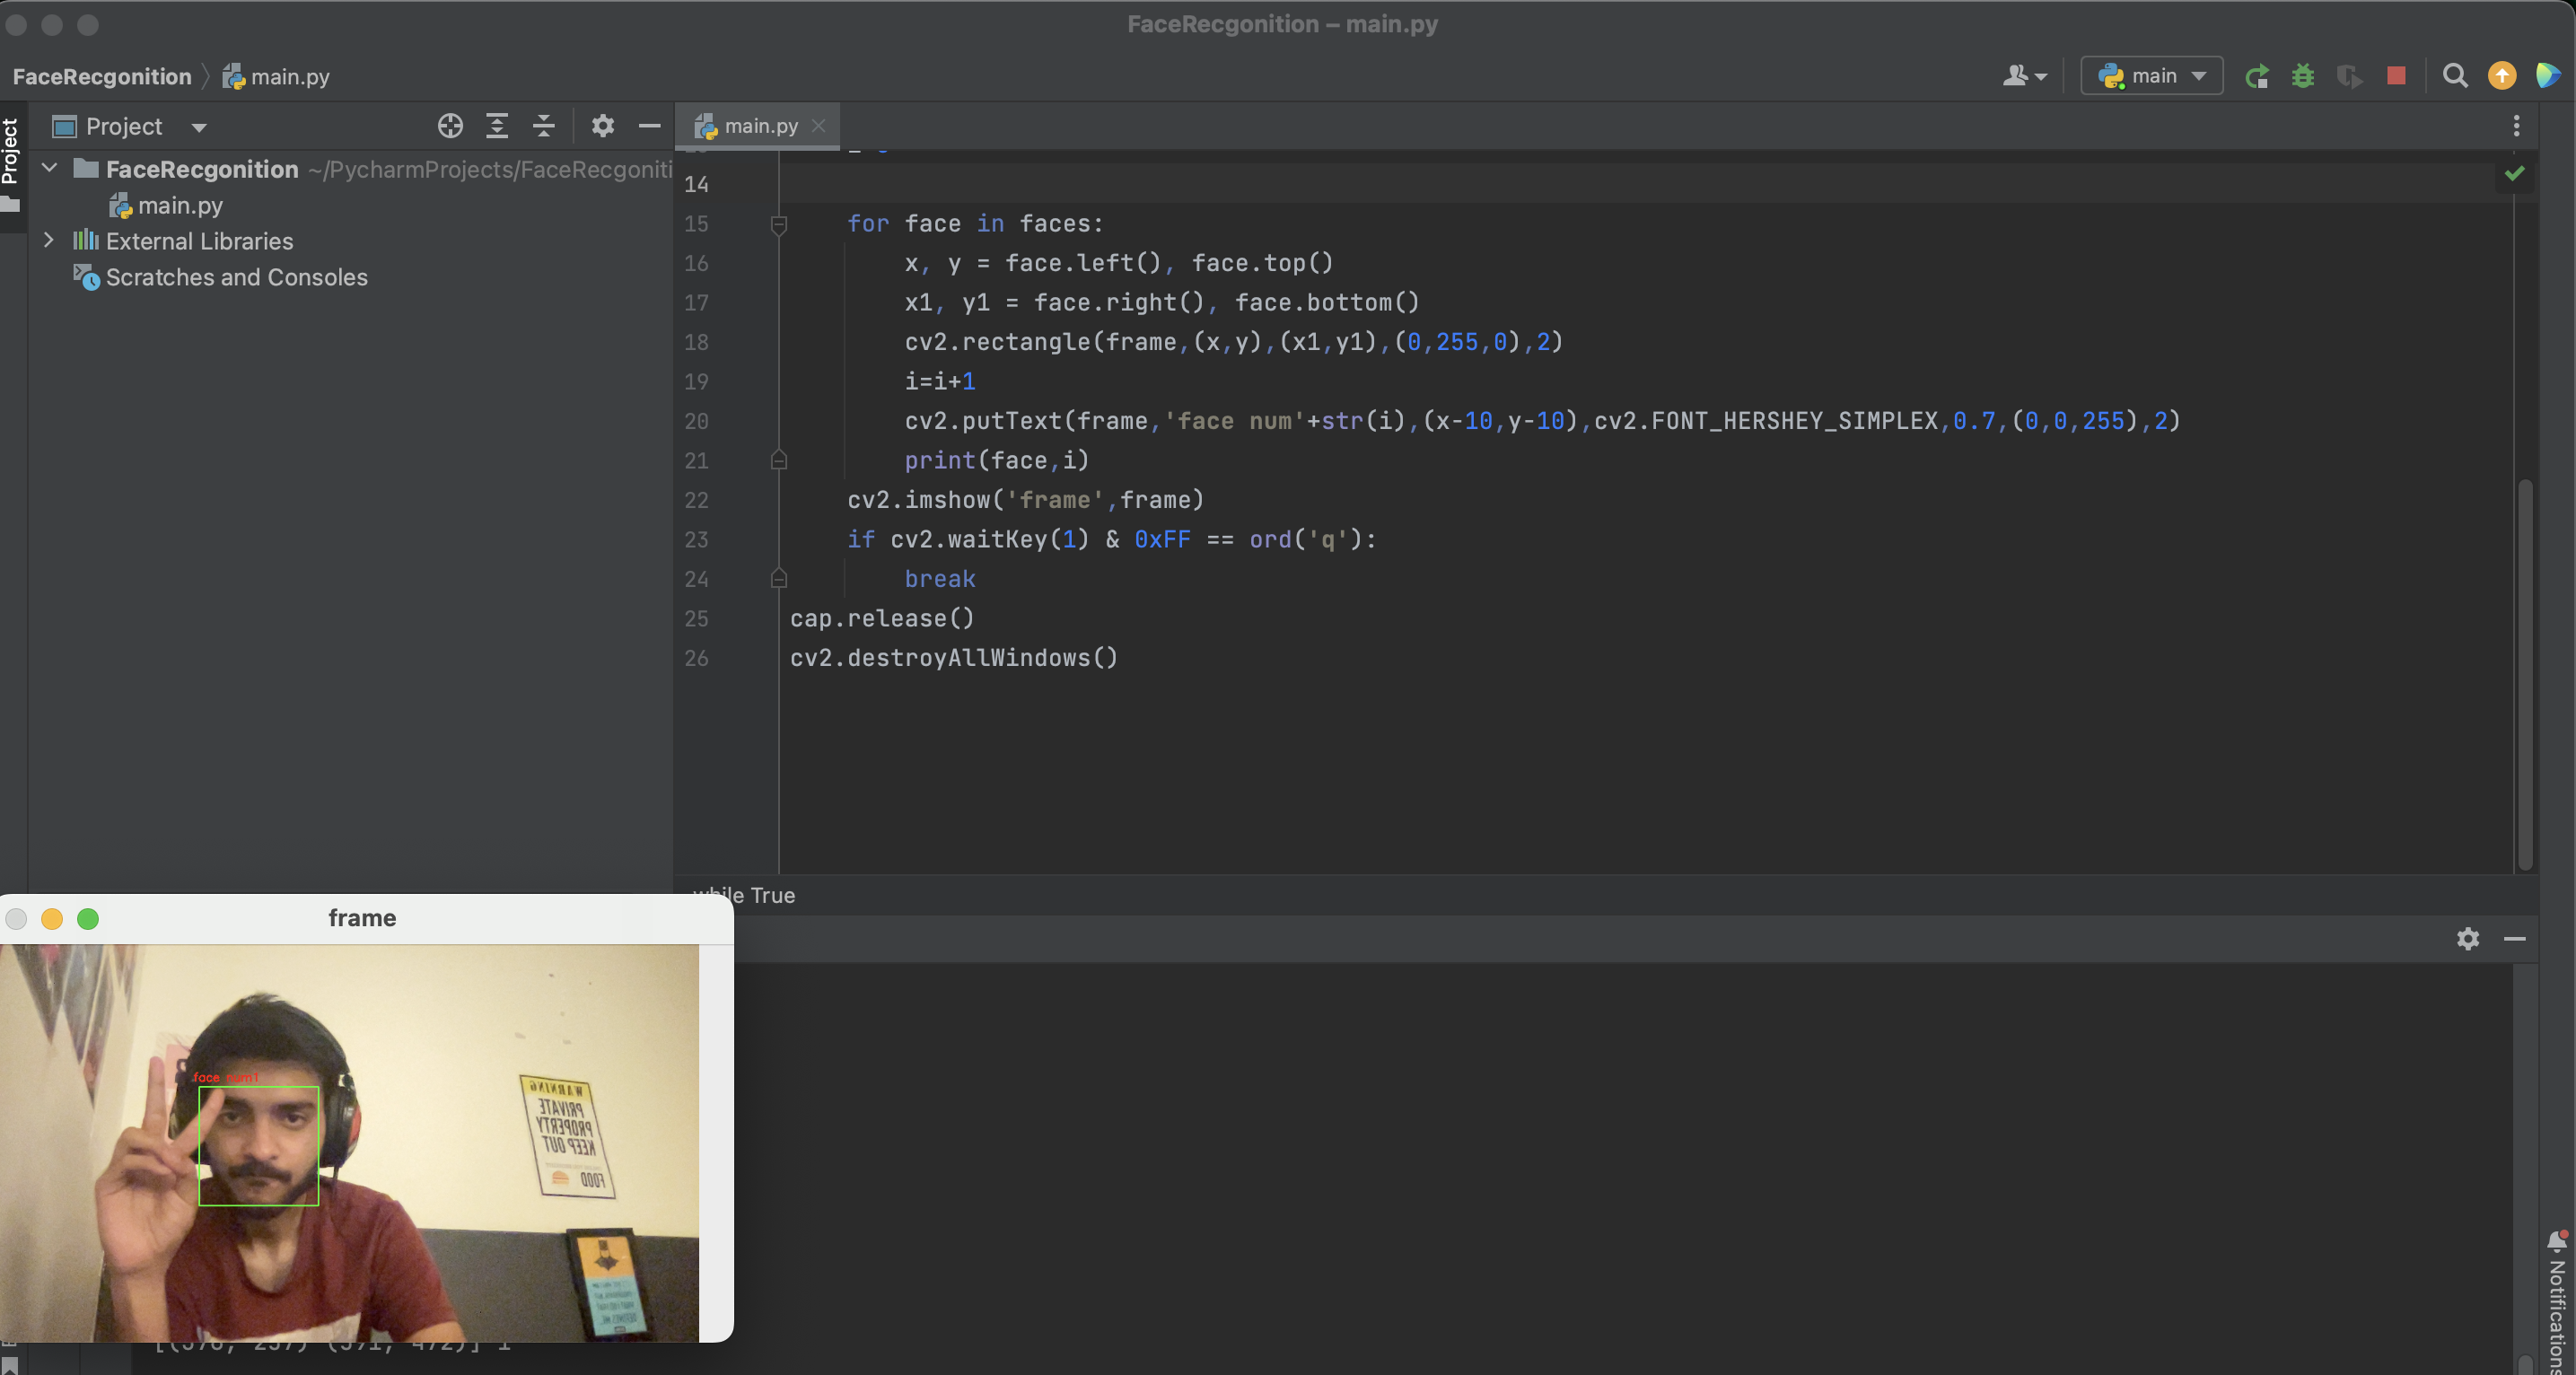 FaceRecgonition – main.py
FaceRecgonition
main.py
main
Project
Project
main.py
FaceRecgonition ~/PycharmProjects/FaceRecgoniti
main.py
External Libraries
Scratches and Consoles
14
15 for face in faces:
16 x, y = face.left(), face.top()
17 x1, y1 = face.right(), face.bottom()
18 cv2.rectangle(frame,(x,y),(x1,y1),(0,255,0),2)
19 i=i+1
20 cv2.putText(frame,'face num'+str(i),(x-10,y-10),cv2.FONT_HERSHEY_SIMPLEX,0.7,(0,0,255),2)
21 print(face,i)
22 cv2.imshow('frame',frame)
23 if cv2.waitKey(1) & 0xFF == ord('q'):
24 break
25 cap.release()
26 cv2.destroyAllWindows()
while True
frame
face num1
WARNING
PRIVATE
PROPERTY
KEEP OUT
FOOD
Notifications